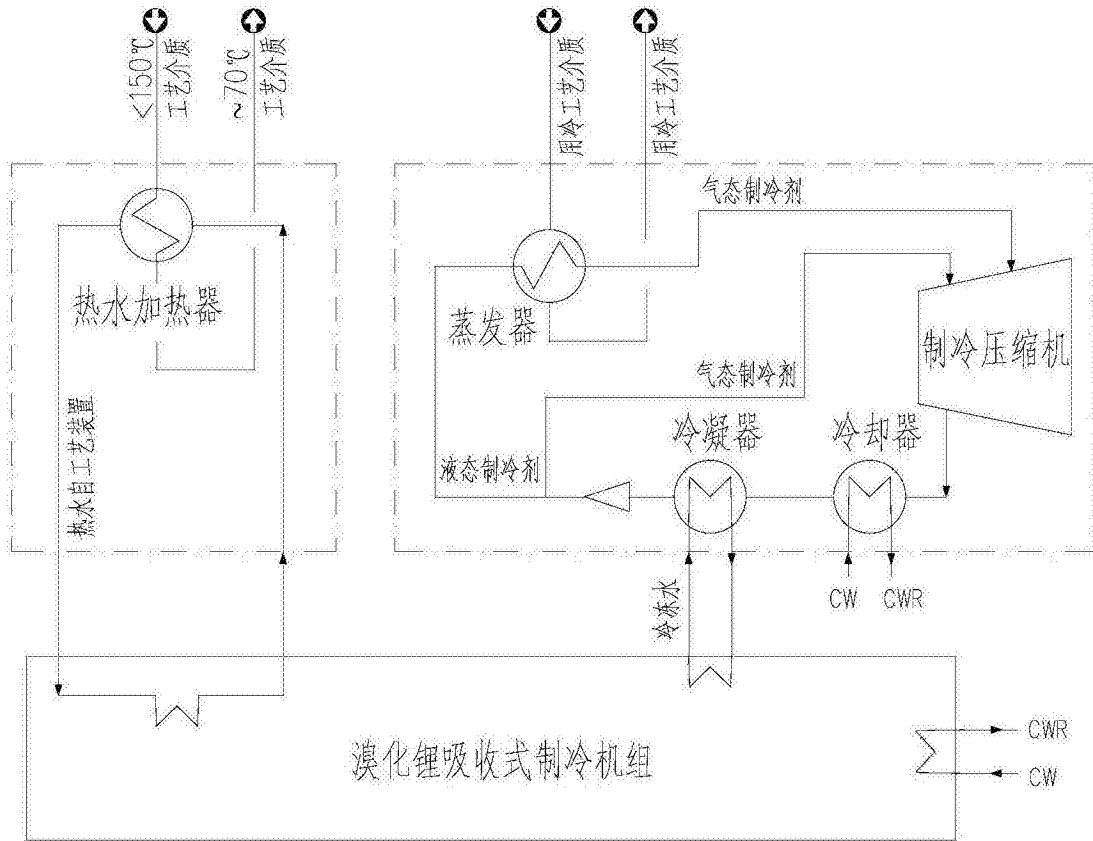 <150℃
工艺介质
~70℃
工艺介质
用冷工艺介质
用冷工艺介质
气态制冷剂
热水加热器
蒸发器
制冷压缩机
气态制冷剂
冷凝器
冷却器
液态制冷剂
热水自工艺装置
CW
CWR
冷冻水
溴化锂吸收式制冷机组
CWR
CW